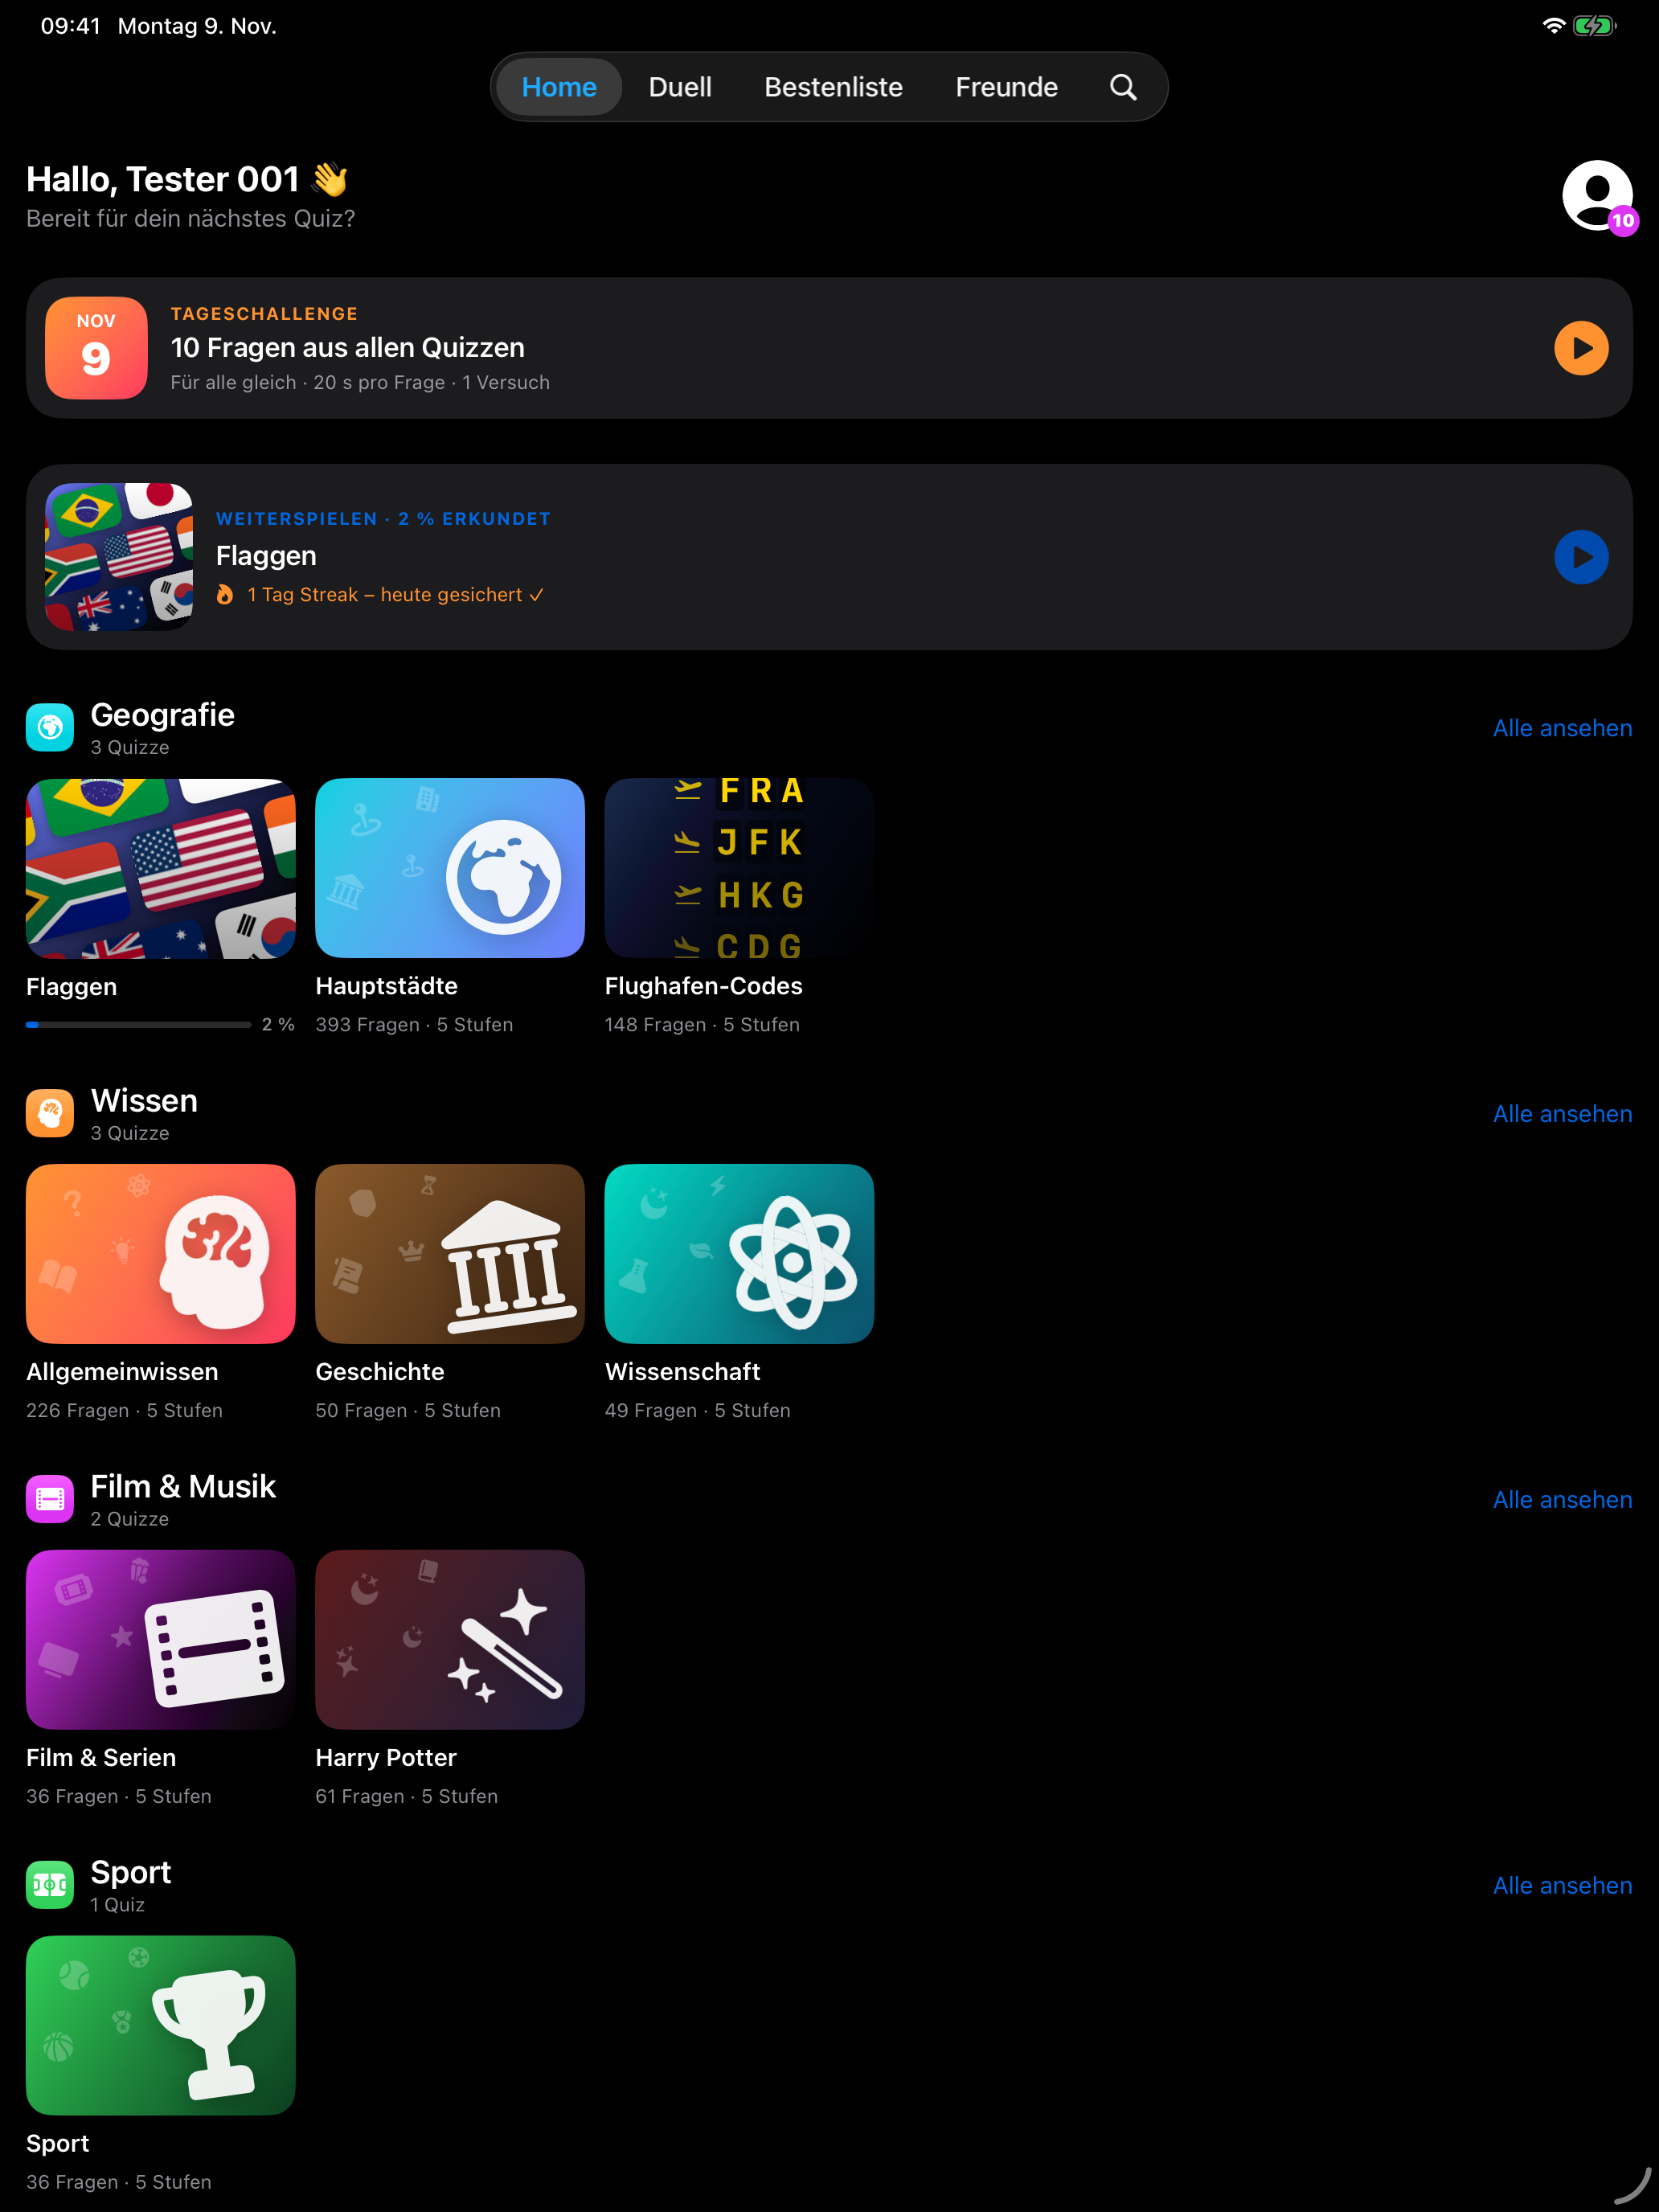 09:41 Montag 9. Nov.
Home Duell Bestenliste Freunde
Hallo, Tester 001 👋
Bereit für dein nächstes Quiz?
10
NOV
9
TAGESCHALLENGE
10 Fragen aus allen Quizzen
Für alle gleich · 20 s pro Frage · 1 Versuch
WEITERSPIELEN · 2 % ERKUNDET
Flaggen
1 Tag Streak – heute gesichert ✓
Geografie
3 Quizze
Alle ansehen
FRA
JFK
HKG
CDG
Flaggen
2 %
Hauptstädte
393 Fragen · 5 Stufen
Flughafen-Codes
148 Fragen · 5 Stufen
Wissen
3 Quizze
Alle ansehen
Allgemeinwissen
226 Fragen · 5 Stufen
Geschichte
50 Fragen · 5 Stufen
Wissenschaft
49 Fragen · 5 Stufen
Film & Musik
2 Quizze
Alle ansehen
Film & Serien
36 Fragen · 5 Stufen
Harry Potter
61 Fragen · 5 Stufen
Sport
1 Quiz
Alle ansehen
Sport
36 Fragen · 5 Stufen